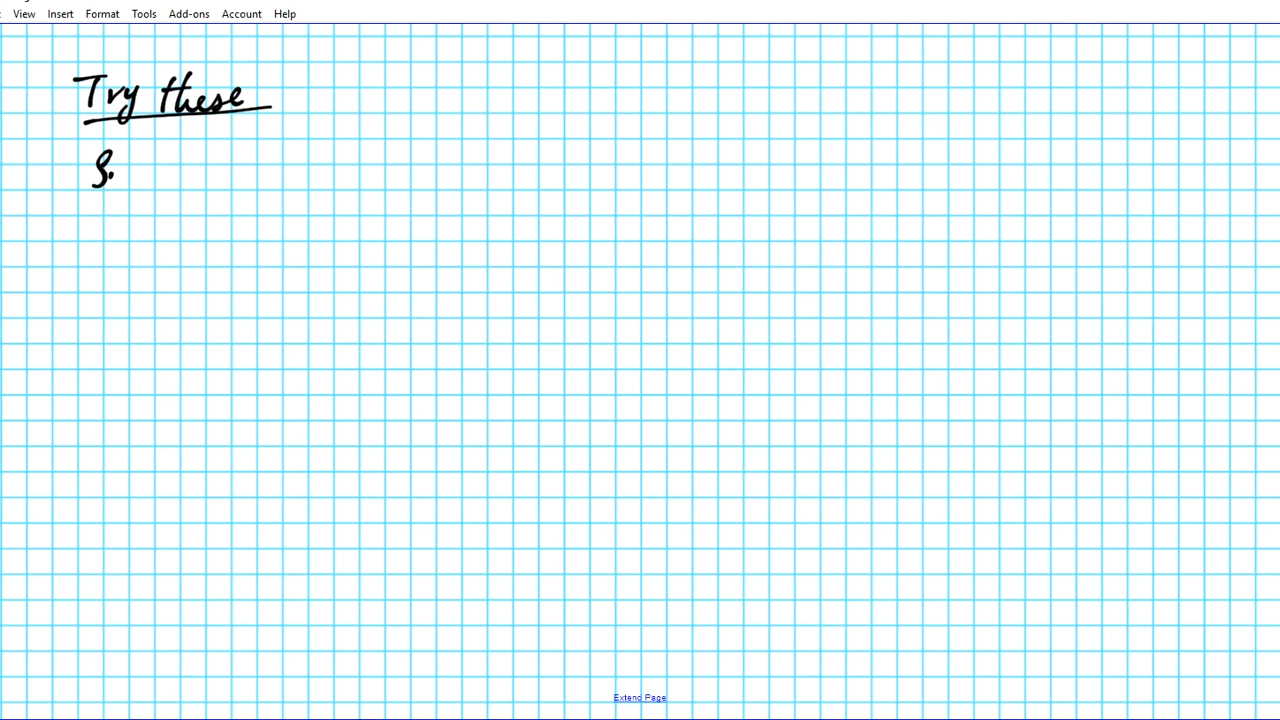 View Insert Format Tools Add-ons Account Help
Try these
Extend Page